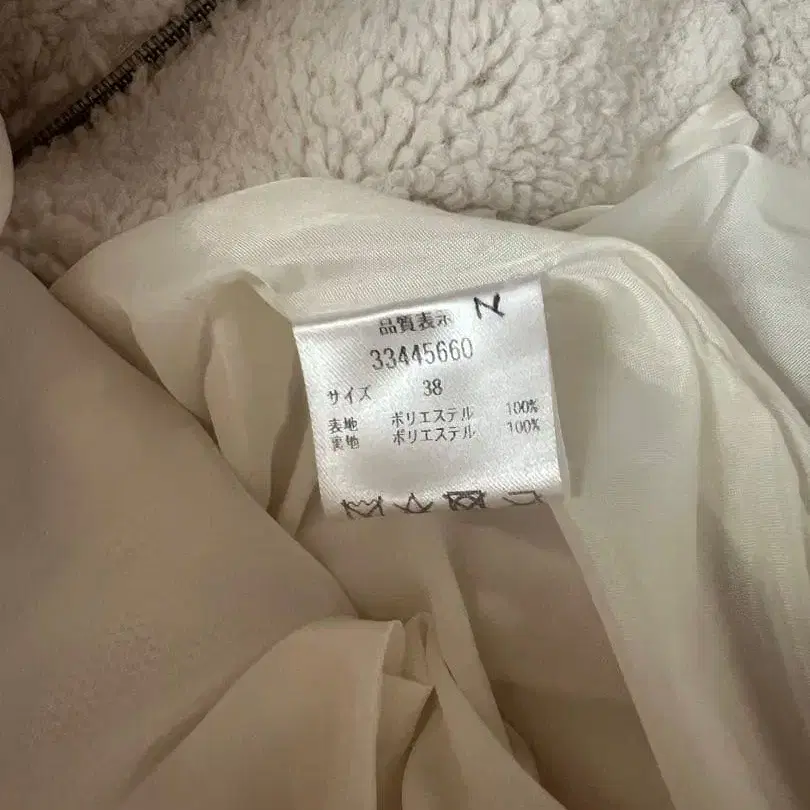 品質表示 N
33445660
サイズ 38
表地 ポリエステル 100%
裏地 ポリエステル 100%